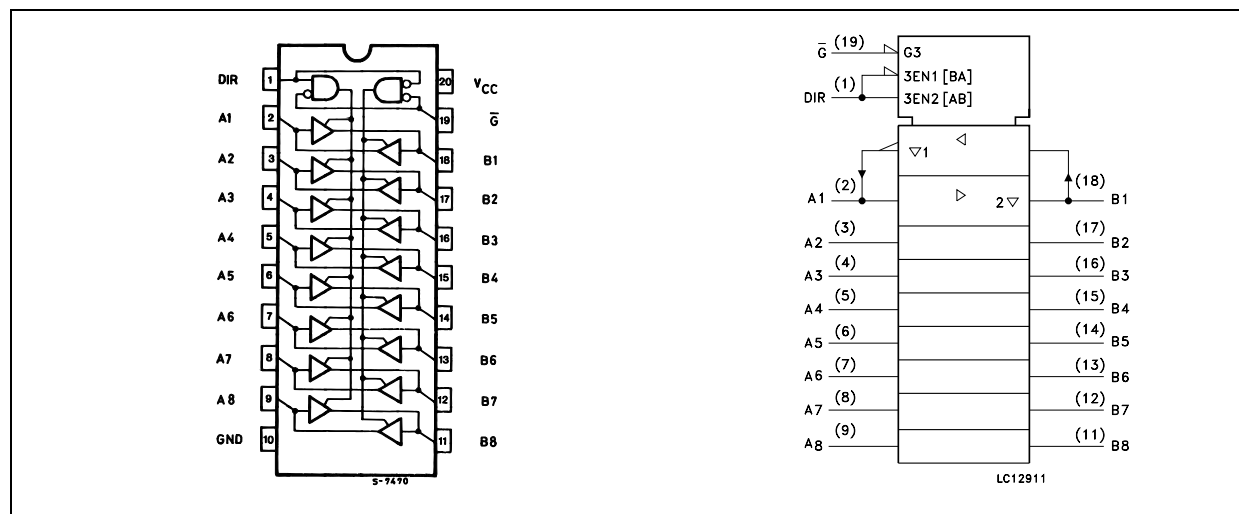 DIR 1 20 VCC
A1 2 19 G̅
A2 3 18 B1
A3 4 17 B2
A4 5 16 B3
A5 6 15 B4
A6 7 14 B5
A7 8 13 B6
A8 9 12 B7
GND 10 11 B8
S-7470
G̅ (19) G3
3EN1 [BA]
DIR (1) 3EN2 [AB]
▽1 ◁
A1 (2) ▷ 2▽ (18) B1
A2 (3) (17) B2
A3 (4) (16) B3
A4 (5) (15) B4
A5 (6) (14) B5
A6 (7) (13) B6
A7 (8) (12) B7
A8 (9) (11) B8
LC12911